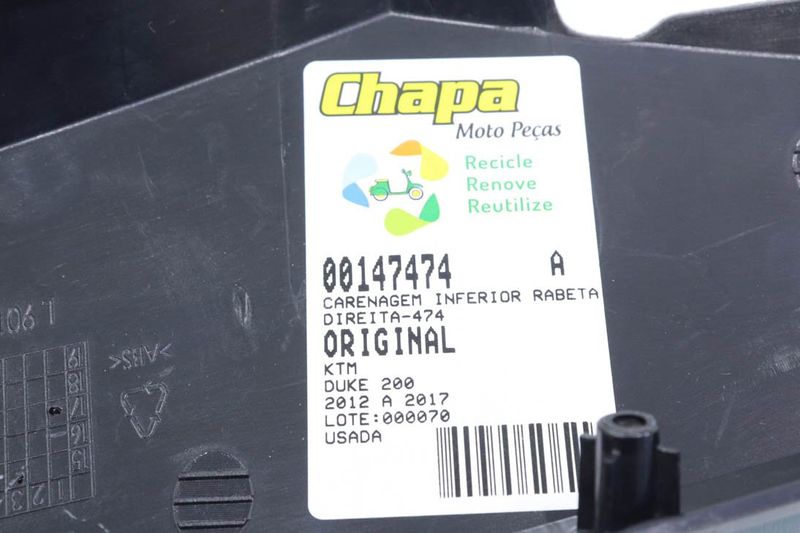 Chapa
Moto Peças
Recicle
Renove
Reutilize
00147474 A
CARENAGEM INFERIOR RABETA
DIREITA-474
ORIGINAL
KTM
DUKE 200
2012 A 2017
LOTE:000070
USADA
>ABS<